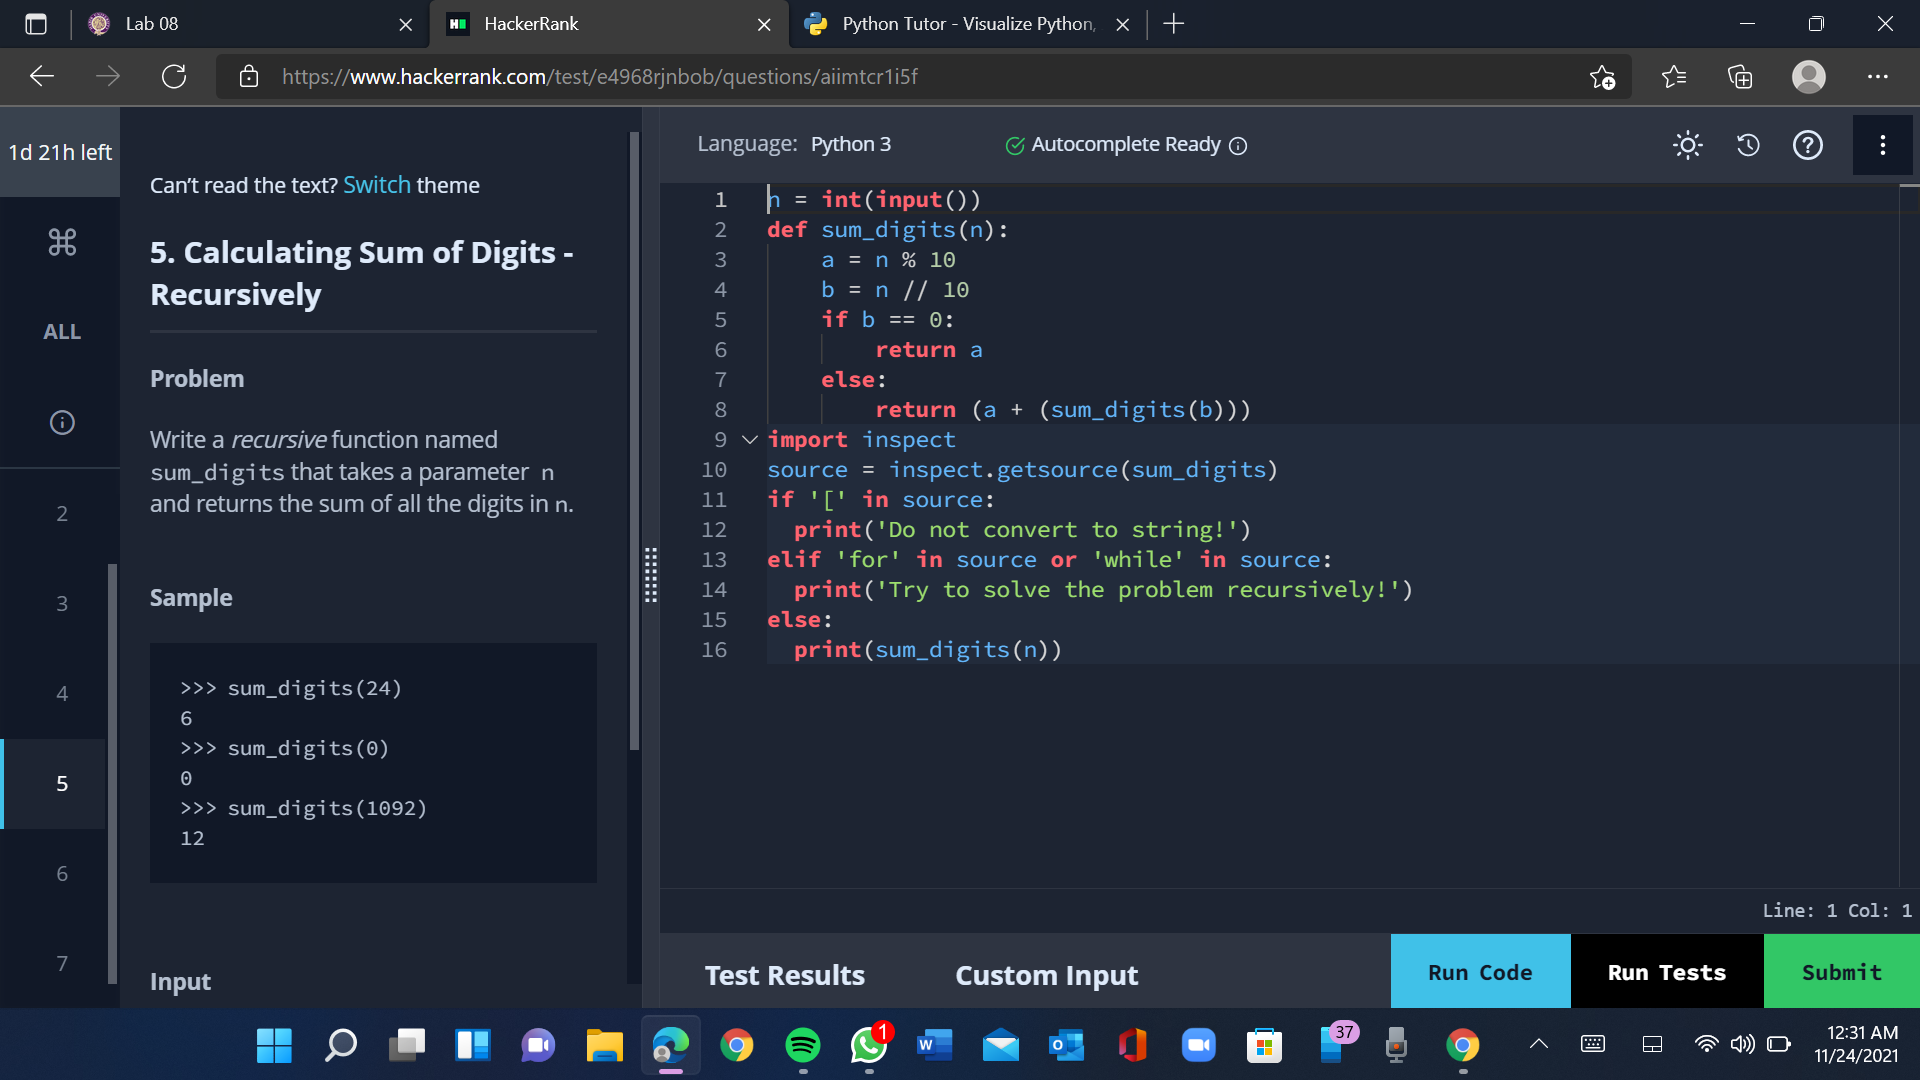 Lab 08
HackerRank
Python Tutor - Visualize Python,
https://www.hackerrank.com/test/e4968rjnbob/questions/aiimtcr1i5f
1d 21h left
ALL
2
3
4
5
6
7
Can't read the text? Switch theme
5. Calculating Sum of Digits -
Recursively
Problem
Write a recursive function named
sum_digits that takes a parameter n
and returns the sum of all the digits in n.
Sample
>>> sum_digits(24)
6
>>> sum_digits(0)
0
>>> sum_digits(1092)
12
Input
Language: Python 3
Autocomplete Ready
1 n = int(input())
2 def sum_digits(n):
3     a = n % 10
4     b = n // 10
5     if b == 0:
6         return a
7     else:
8         return (a + (sum_digits(b)))
9 import inspect
10 source = inspect.getsource(sum_digits)
11 if '[' in source:
12   print('Do not convert to string!')
13 elif 'for' in source or 'while' in source:
14   print('Try to solve the problem recursively!')
15 else:
16   print(sum_digits(n))
Line: 1 Col: 1
Test Results
Custom Input
Run Code
Run Tests
Submit
1
37
12:31 AM
11/24/2021